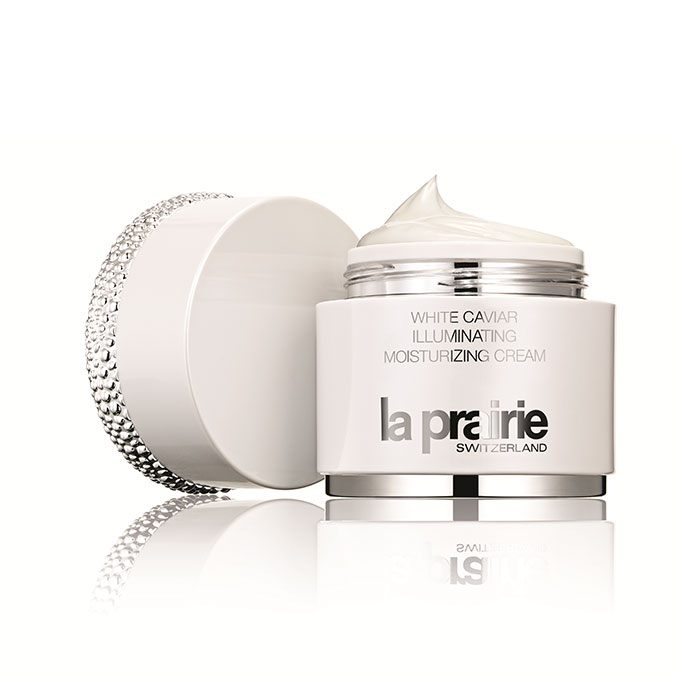 WHITE CAVIAR
ILLUMINATING
MOISTURIZING CREAM
la prairie
SWITZERLAND